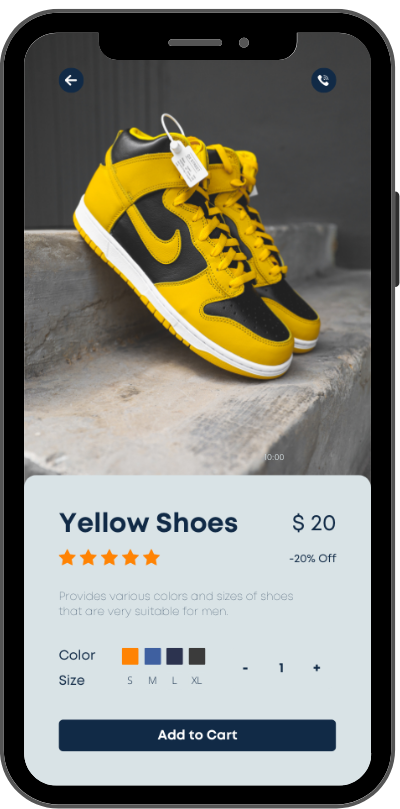 10:00
Yellow Shoes
$ 20
-20% Off
Provides various colors and sizes of shoes
that are very suitable for men.
Color
Size
S M L XL
- 1 +
Add to Cart